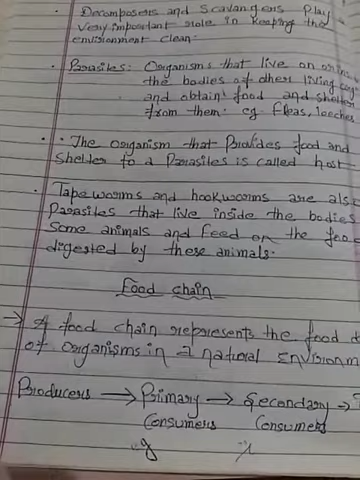 Decomposers and Scavangers Play a
Very important role in keeping the
environment clean.
Parasites: Organisms that live on or in
the bodies of other living
and obtain food and shelter
from them. eg Fleas, leeches
The organism that Provides food and
shelter to a Parasites is called host
Tapeworms and hookworms are also
Parasites that live inside the bodies
Some animals and feed on the food
digested by these animals.
Food chain
→ A food chain represents the food
of organisms in a natural Environm
Producers → Primary → Secondary →
Consumers Consumers